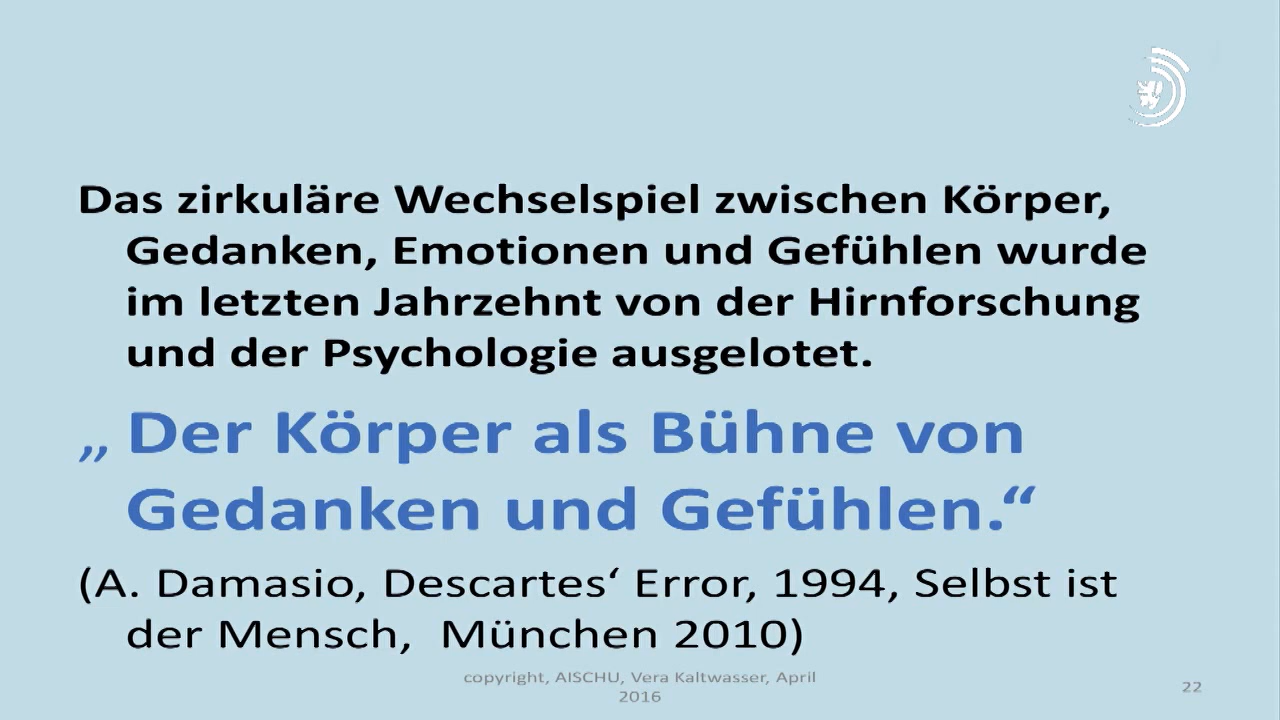 Das zirkuläre Wechselspiel zwischen Körper,
Gedanken, Emotionen und Gefühlen wurde
im letzten Jahrzehnt von der Hirnforschung
und der Psychologie ausgelotet.
„ Der Körper als Bühne von
Gedanken und Gefühlen.“
(A. Damasio, Descartes‘ Error, 1994, Selbst ist
der Mensch,  München 2010)
copyright, AISCHU, Vera Kaltwasser, April
2016
22